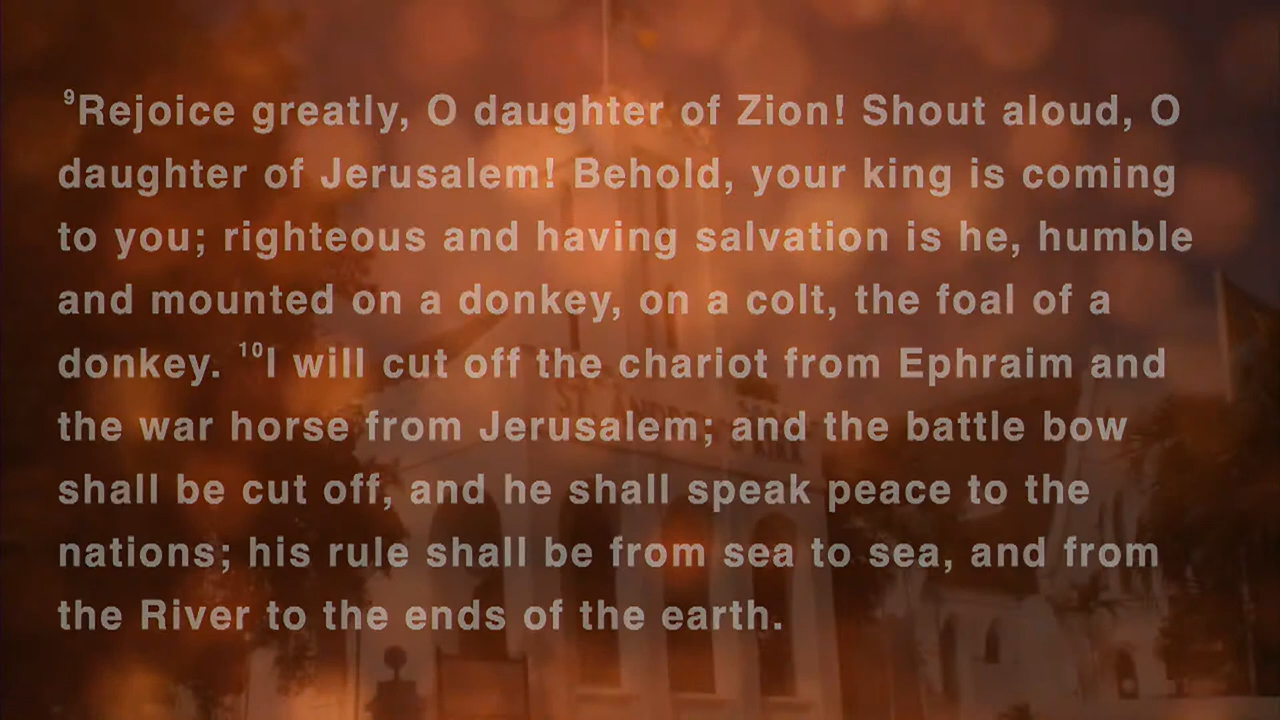 ⁹Rejoice greatly, O daughter of Zion! Shout aloud, O
daughter of Jerusalem! Behold, your king is coming
to you; righteous and having salvation is he, humble
and mounted on a donkey, on a colt, the foal of a
donkey. ¹⁰I will cut off the chariot from Ephraim and
the war horse from Jerusalem; and the battle bow
shall be cut off, and he shall speak peace to the
nations; his rule shall be from sea to sea, and from
the River to the ends of the earth.
ST. ANDREW'S KIRK